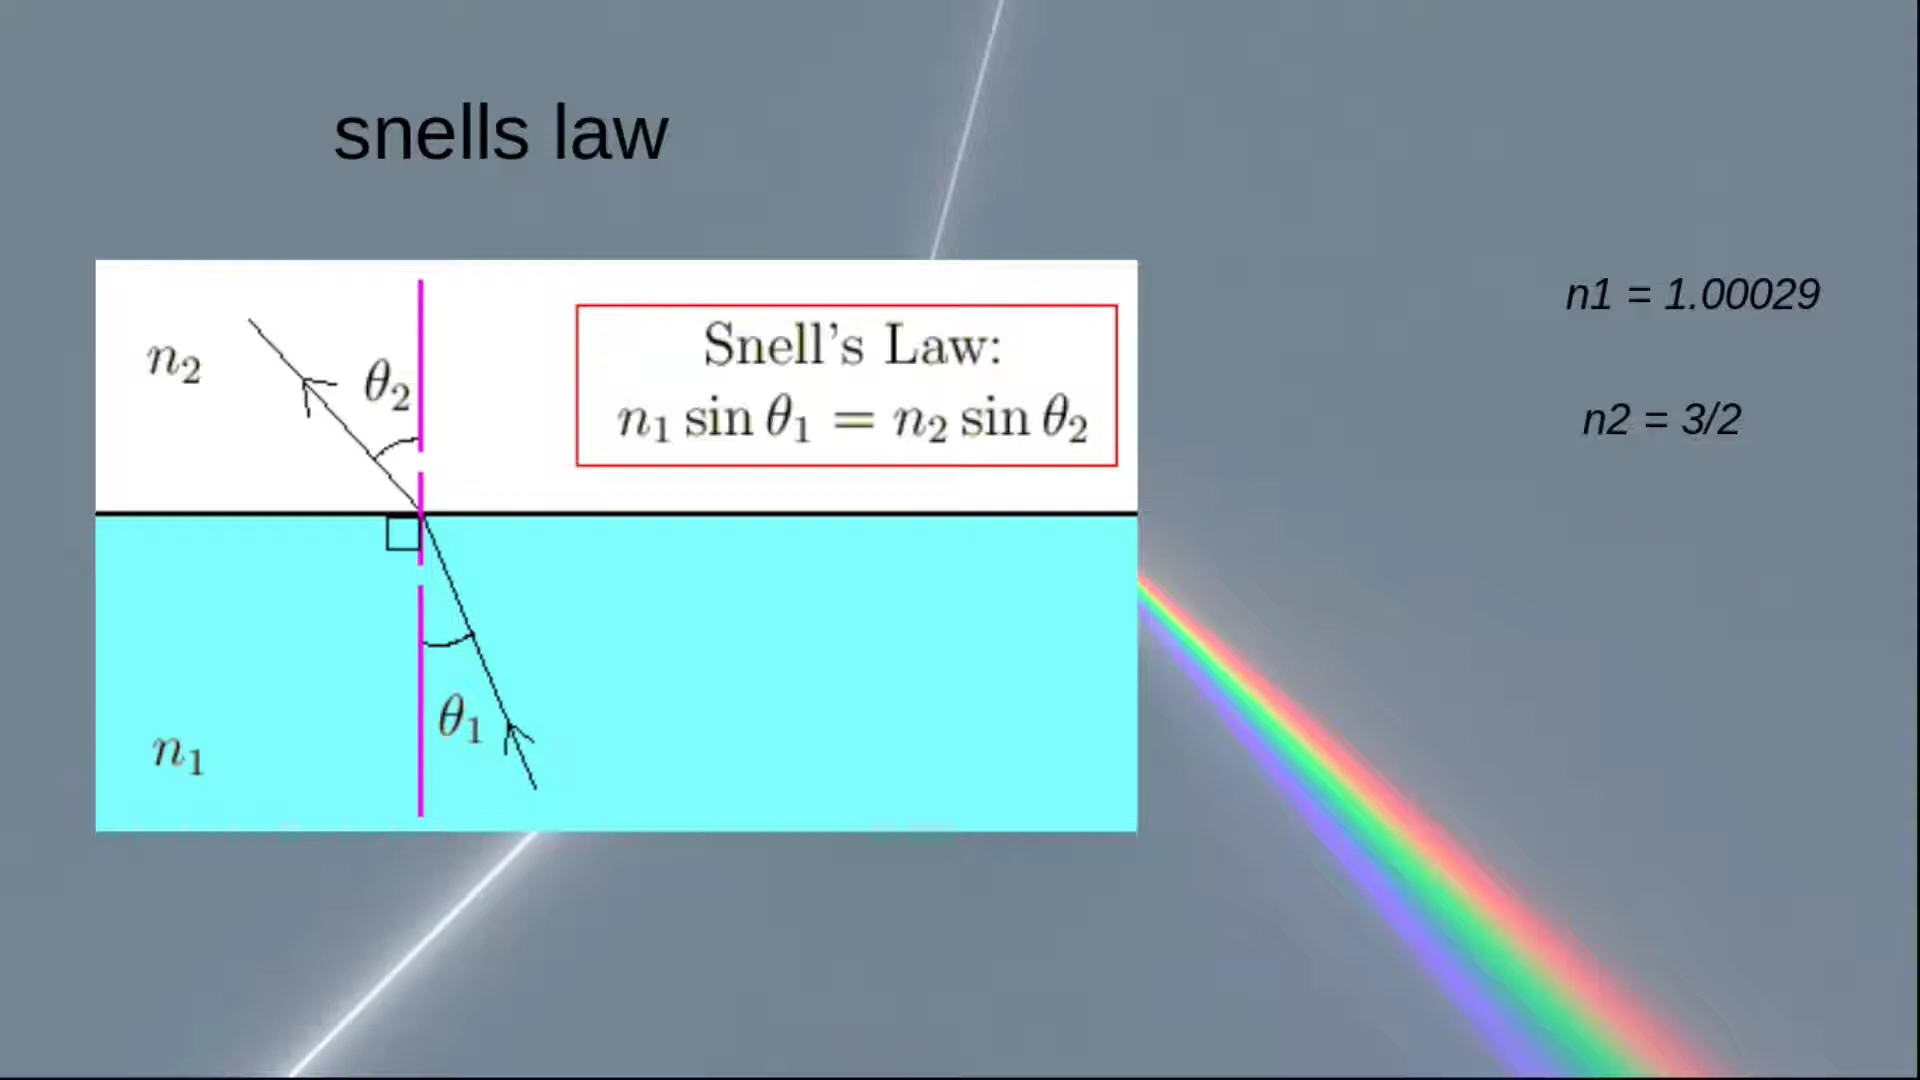 snells law
n₂
θ₂
Snell's Law:
n₁ sin θ₁ = n₂ sin θ₂
θ₁
n₁
n1 = 1.00029
n2 = 3/2